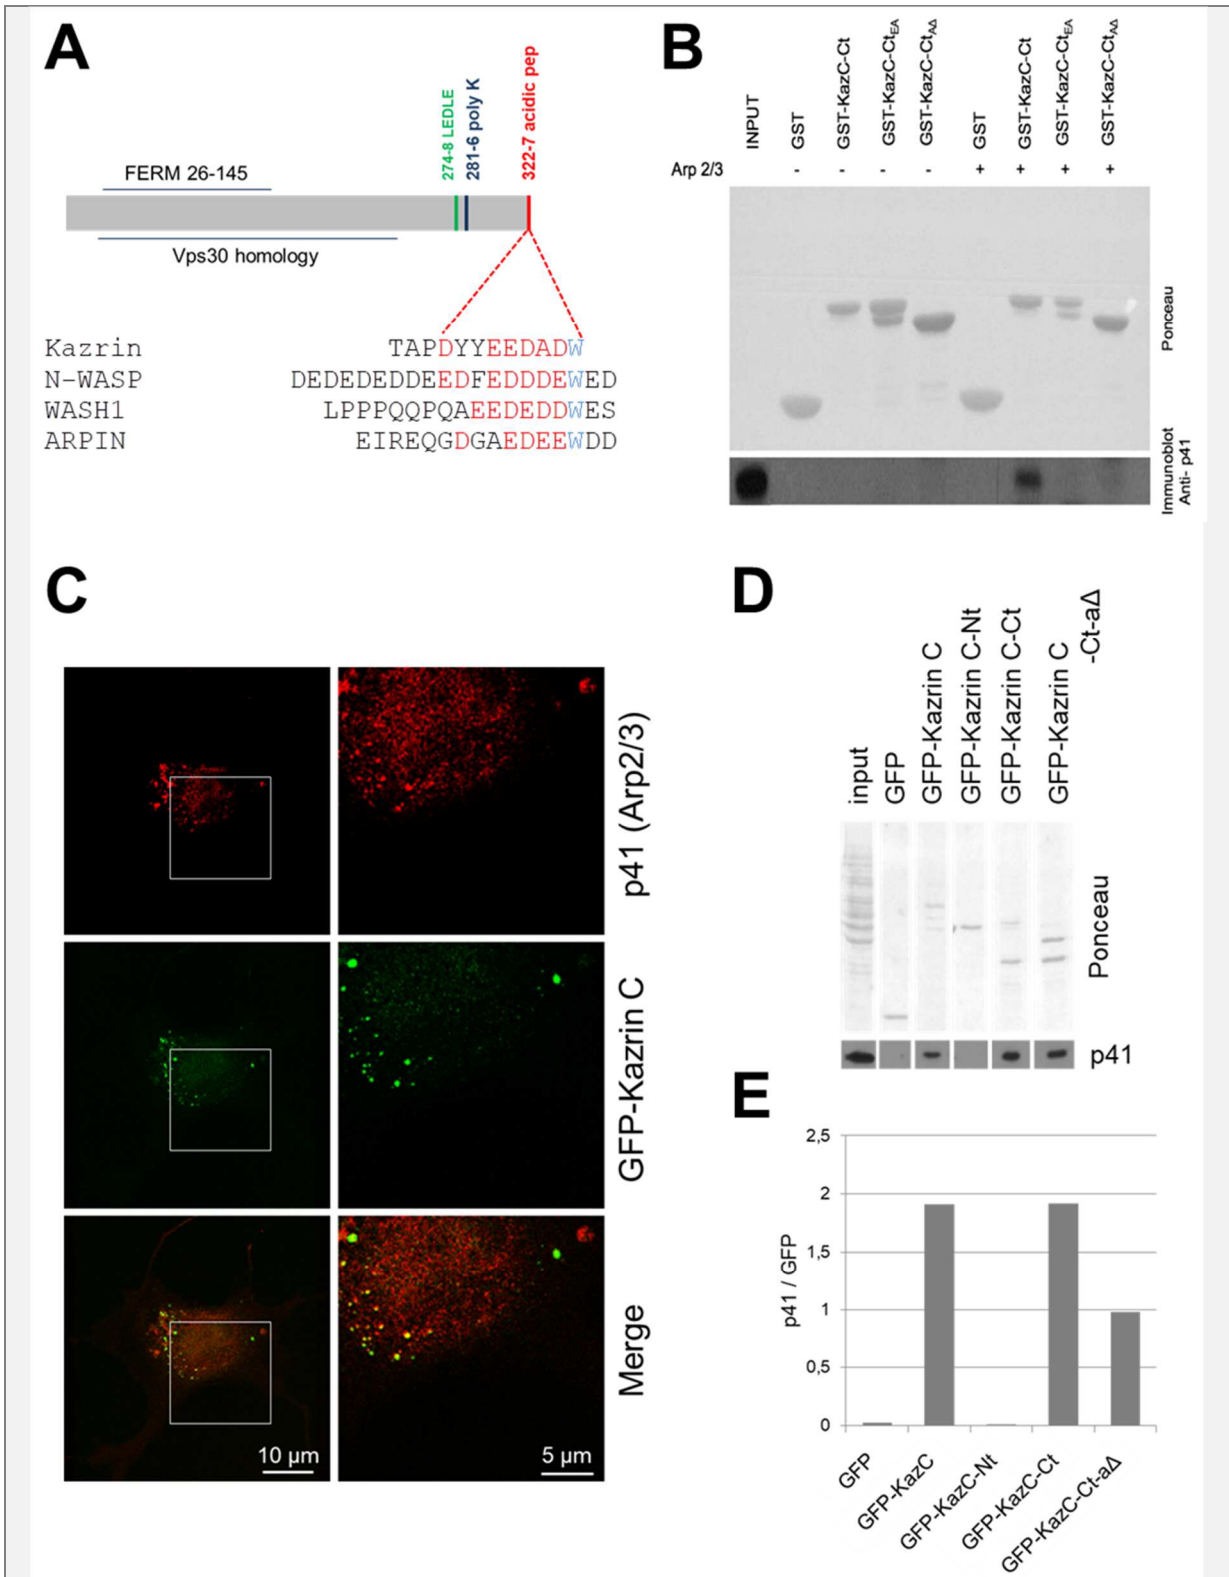 A
274-8 LEDLE
281-6 poly K
322-7 acidic pep
FERM 26-145
Vps30 homology
Kazrin TAPDYYEEDADW
N-WASP DEDEDEDDEEDFEDDDEWED
WASH1 LPPPQQPQAEEDEDDWES
ARPIN EIREQGDGAEDEEWDD
B
INPUT
GST
GST-KazC-Ct
GST-KazC-CtEA
GST-KazC-CtAΔ
GST
GST-KazC-Ct
GST-KazC-CtEA
GST-KazC-CtAΔ
Arp 2/3 - - - - + + + +
Ponceau
Immunoblot
Anti- p41
C
p41 (Arp2/3)
GFP-Kazrin C
Merge
10 µm
5 µm
D
input
GFP
GFP-Kazrin C
GFP-Kazrin C-Nt
GFP-Kazrin C-Ct
GFP-Kazrin C
-Ct-aΔ
Ponceau
p41
E
p41 / GFP
2,5
2
1,5
1
0,5
0
GFP
GFP-KazC
GFP-KazC-Nt
GFP-KazC-Ct
GFP-KazC-Ct-aΔ